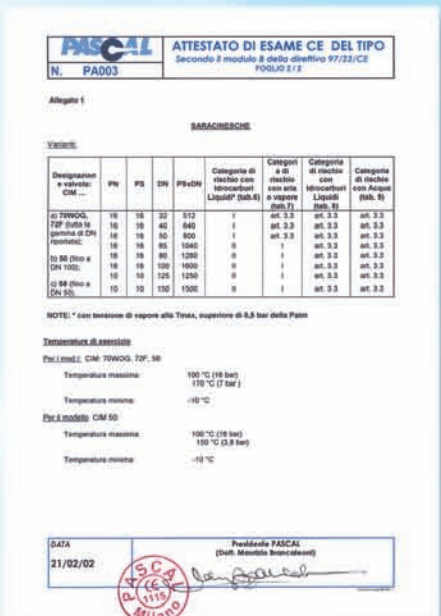 PASCAL
ATTESTATO DI ESAME CE DEL TIPO
Secondo il modulo B della direttiva 97/23/CE
FOGLIO 2 / 2
N. PA003
Allegato 1
SARACINESCHE
Varianti:
Designazion e valvola: CIM ... PN PS DN PSxDN Categoria di rischio con Idrocarburi Liquidi* (tab.6) Categori a di rischio con aria o vapore (tab.7) Categoria di rischio con Idrocarburi Liquidi (tab. 8) Categoria di rischio con Acqua (tab. 9)
a) 70WOG, 72F (tutta la gamma di DN riportata);
b) 50 (fino a DN 100);
c) 58 (fino a DN 50).
16 16 32 512 I art. 3.3 art. 3.3 art. 3.3
16 16 40 640 I art. 3.3 art. 3.3 art. 3.3
16 16 50 800 I art. 3.3 art. 3.3 art. 3.3
16 16 65 1040 II I art. 3.3 art. 3.3
16 16 80 1280 II I art. 3.3 art. 3.3
16 16 100 1600 II I art. 3.3 art. 3.3
10 10 125 1250 II I art. 3.3 art. 3.3
10 10 150 1500 II I art. 3.3 art. 3.3
NOTE: * con tensione di vapore alla Tmax, superiore di 0,5 bar della Patm
Temperature di esercizio
Per i mod.i: CIM 70WOG, 72F, 58:
Temperatura massima: 100 °C (16 bar)
170 °C (7 bar )
Temperatura minima: -10 °C
Per il modello CIM 50:
Temperatura massima: 100 °C (16 bar)
Temperatura minima: -10 °C
DATA
21/02/02
Presidente PASCAL
(Dott. Maurizio Brancaleoni)
PASCAL
CE
1115
Milano